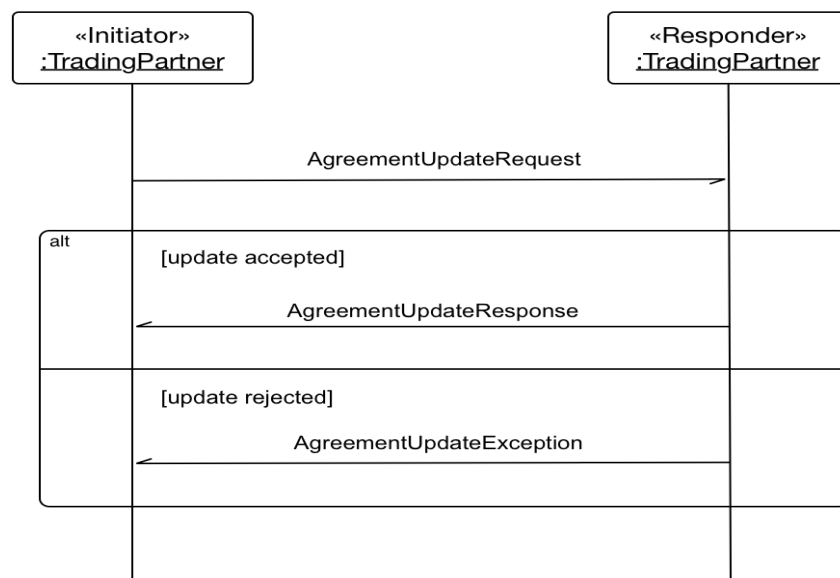 «Initiator»
:TradingPartner
«Responder»
:TradingPartner
AgreementUpdateRequest
alt
[update accepted]
AgreementUpdateResponse
[update rejected]
AgreementUpdateException